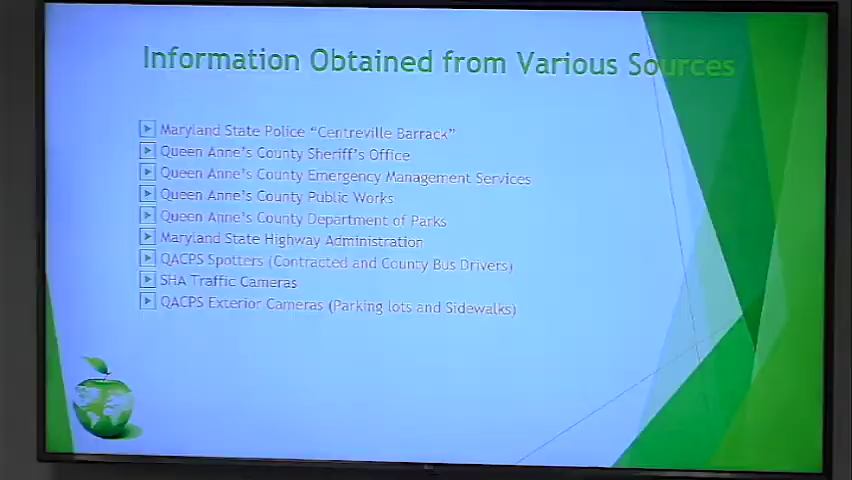 Information Obtained from Various Sources
Maryland State Police “Centreville Barrack”
Queen Anne’s County Sheriff’s Office
Queen Anne’s County Emergency Management Services
Queen Anne’s County Public Works
Queen Anne’s County Department of Parks
Maryland State Highway Administration
QACPS Spotters (Contracted and County Bus Drivers)
SHA Traffic Cameras
QACPS Exterior Cameras (Parking lots and Sidewalks)